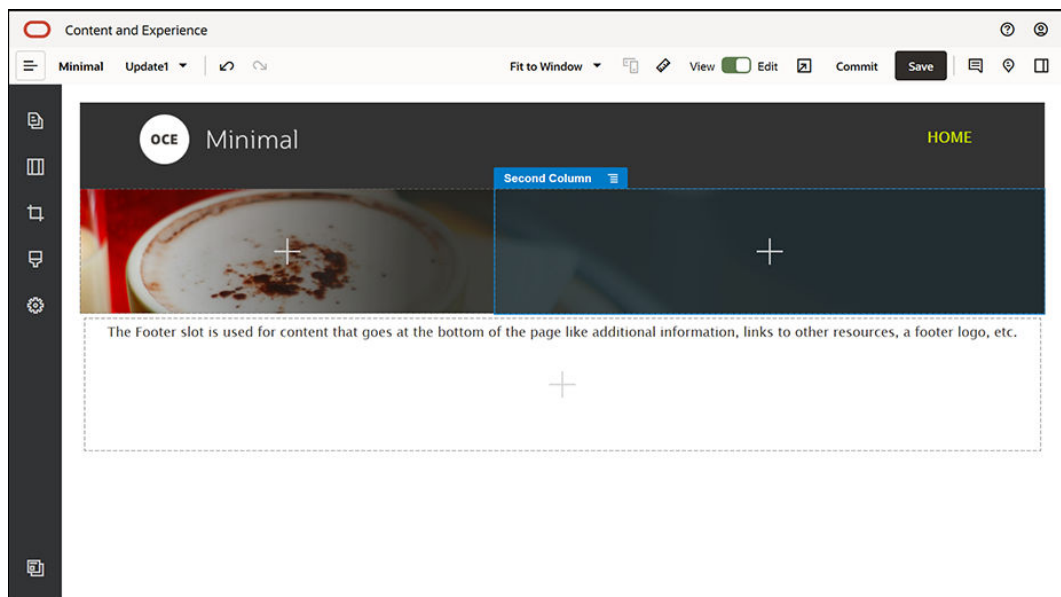 Content and Experience
Minimal Update1 Fit to Window View Edit Commit Save
OCE Minimal HOME
Second Column
The Footer slot is used for content that goes at the bottom of the page like additional information, links to other resources, a footer logo, etc.